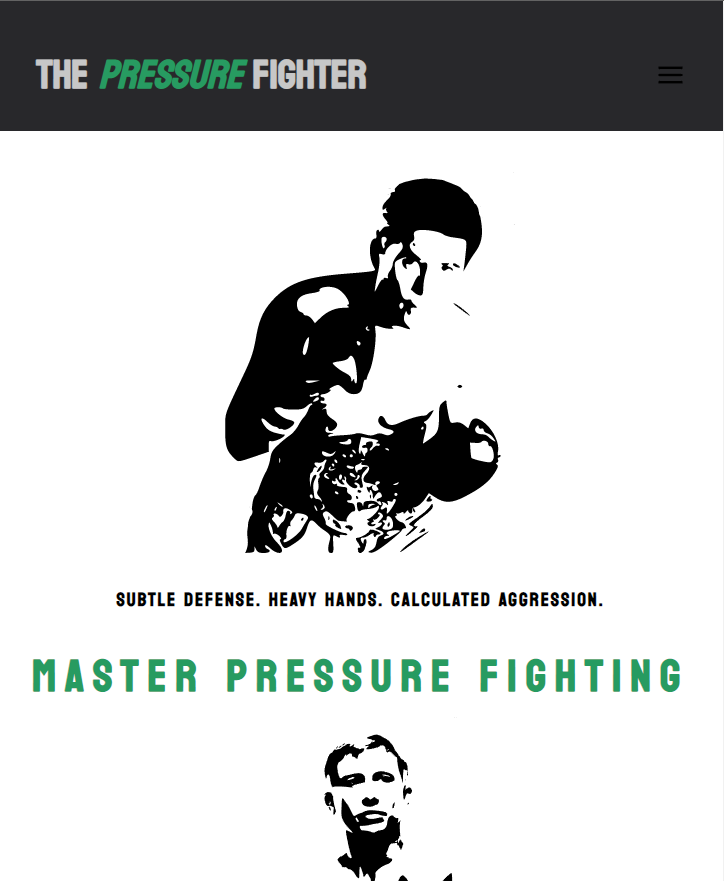 THE PRESSURE FIGHTER
SUBTLE DEFENSE. HEAVY HANDS. CALCULATED AGGRESSION.
MASTER PRESSURE FIGHTING